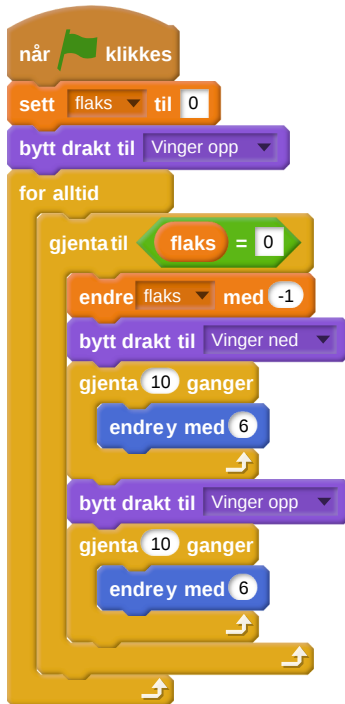 når klikkes
sett flaks til 0
bytt drakt til Vinger opp
for alltid
gjenta til flaks = 0
endre flaks med -1
bytt drakt til Vinger ned
gjenta 10 ganger
endre y med 6
bytt drakt til Vinger opp
gjenta 10 ganger
endre y med 6